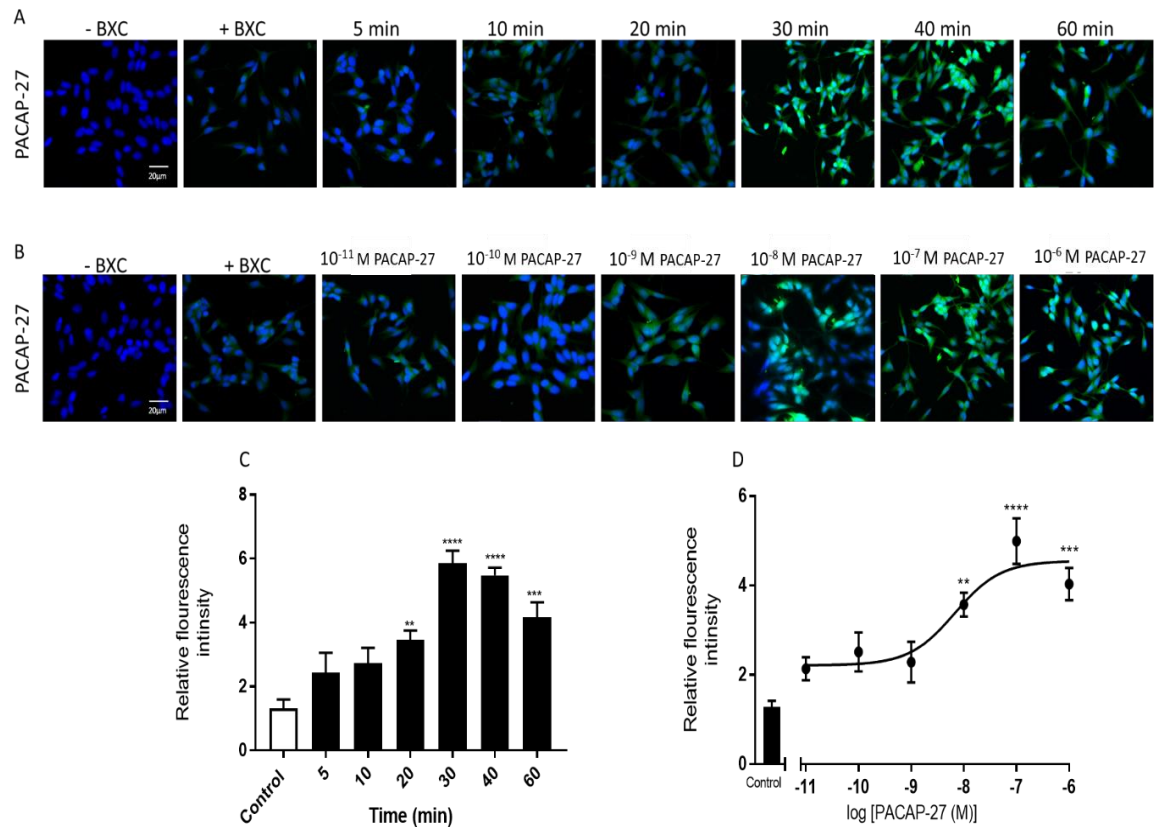 A
- BXC + BXC 5 min 10 min 20 min 30 min 40 min 60 min
PACAP-27
20μm
B
- BXC + BXC 10⁻¹¹ M PACAP-27 10⁻¹⁰ M PACAP-27 10⁻⁹ M PACAP-27 10⁻⁸ M PACAP-27 10⁻⁷ M PACAP-27 10⁻⁶ M PACAP-27
PACAP-27
20μm
C
Relative flourescence
intinsity
8
6
4
2
0
** **** **** ***
Control 5 10 20 30 40 60
Time (min)
D
Relative flourescence
intinsity
6
4
2
0
** **** ***
Control -11 -10 -9 -8 -7 -6
log [PACAP-27 (M)]